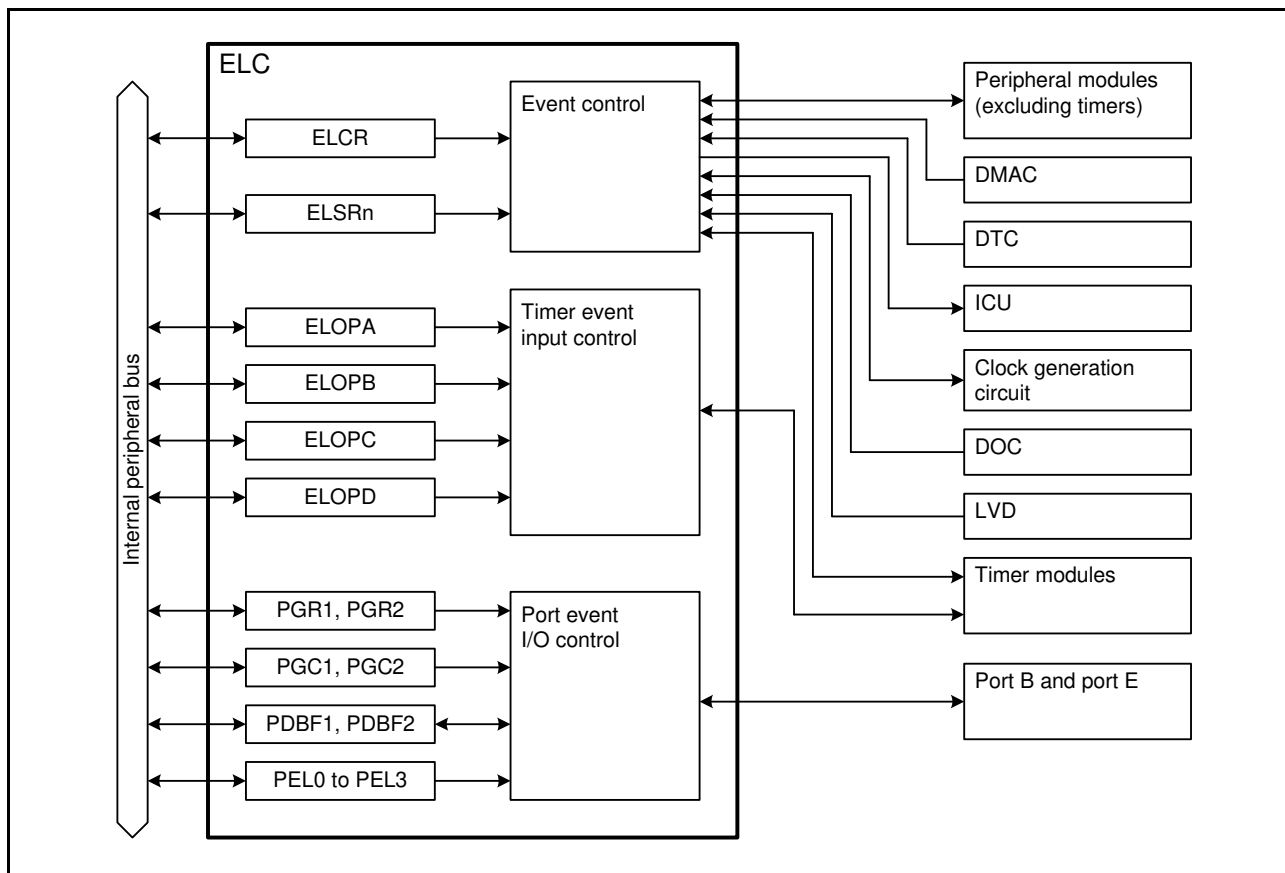 ELC
Internal peripheral bus
ELCR
ELSRn
ELOPA
ELOPB
ELOPC
ELOPD
PGR1, PGR2
PGC1, PGC2
PDBF1, PDBF2
PEL0 to PEL3
Event control
Timer event
input control
Port event
I/O control
Peripheral modules
(excluding timers)
DMAC
DTC
ICU
Clock generation
circuit
DOC
LVD
Timer modules
Port B and port E